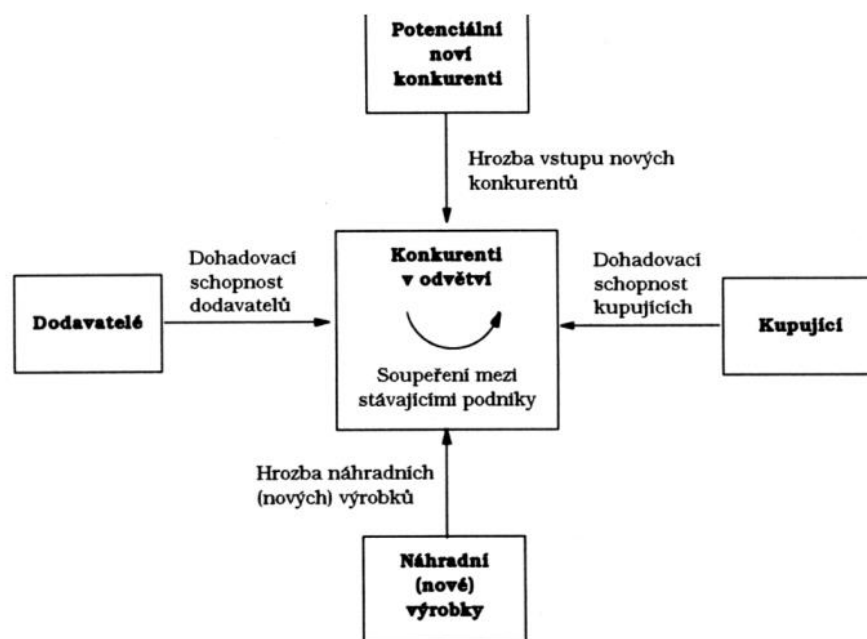 Potenciální
noví
konkurenti
Hrozba vstupu nových
konkurentů
Dohadovací
schopnost
dodavatelů
Dodavatelé
Konkurenti
v odvětví
Soupeření mezi
stávajícími podniky
Dohadovací
schopnost
kupujících
Kupující
Hrozba náhradních
(nových) výrobků
Náhradní
(nové)
výrobky